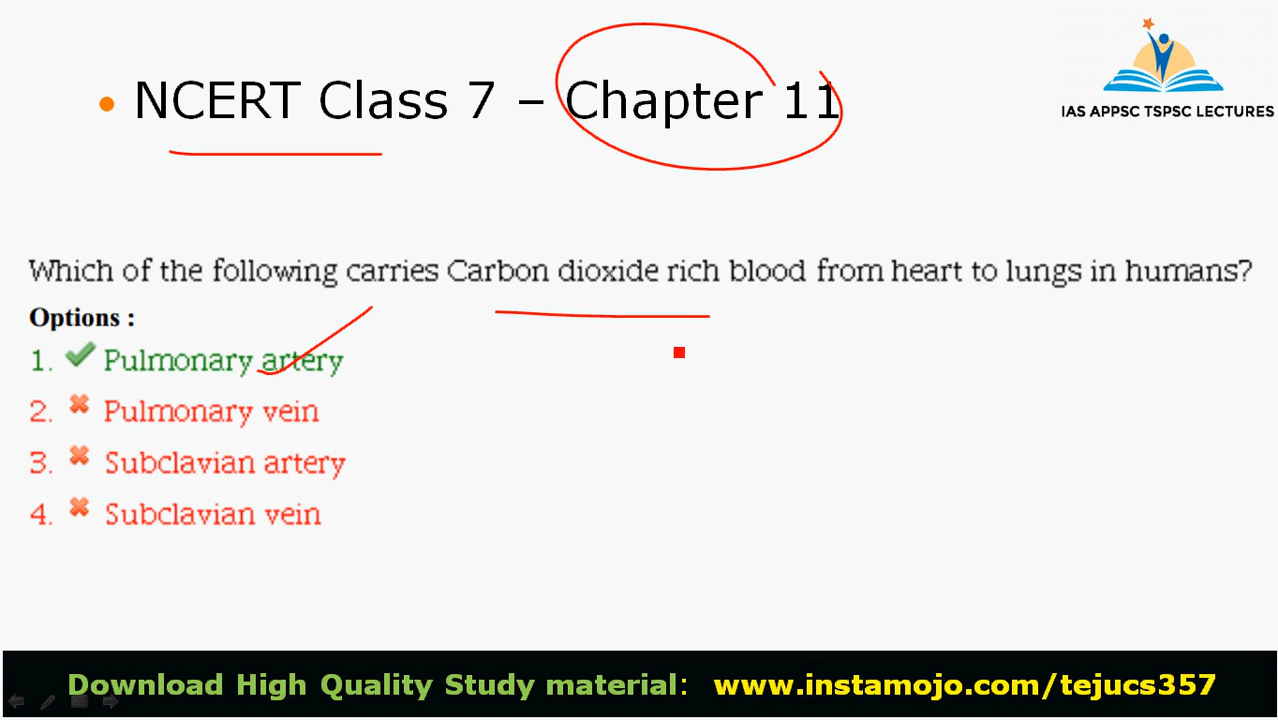 • NCERT Class 7 – Chapter 11
IAS APPSC TSPSC LECTURES
Which of the following carries Carbon dioxide rich blood from heart to lungs in humans?
Options :
1. Pulmonary artery
2. Pulmonary vein
3. Subclavian artery
4. Subclavian vein
Download High Quality Study material: www.instamojo.com/tejucs357